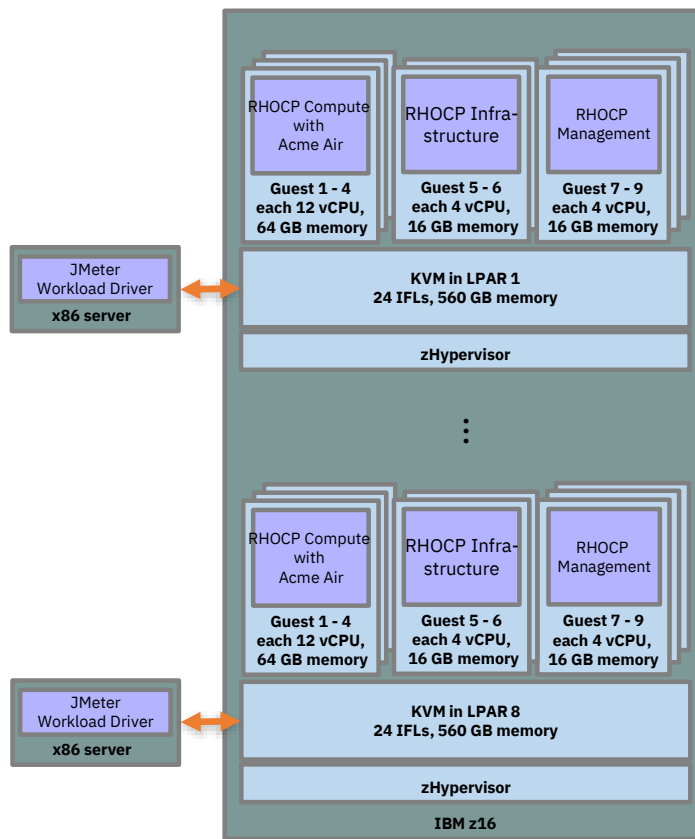 RHOCP Compute
with
Acme Air
Guest 1 - 4
each 12 vCPU,
64 GB memory
RHOCP Infra-
structure
Guest 5 - 6
each 4 vCPU,
16 GB memory
RHOCP
Management
Guest 7 - 9
each 4 vCPU,
16 GB memory
JMeter
Workload Driver
x86 server
KVM in LPAR 1
24 IFLs, 560 GB memory
zHypervisor
⋮
RHOCP Compute
with
Acme Air
Guest 1 - 4
each 12 vCPU,
64 GB memory
RHOCP Infra-
structure
Guest 5 - 6
each 4 vCPU,
16 GB memory
RHOCP
Management
Guest 7 - 9
each 4 vCPU,
16 GB memory
JMeter
Workload Driver
x86 server
KVM in LPAR 8
24 IFLs, 560 GB memory
zHypervisor
IBM z16